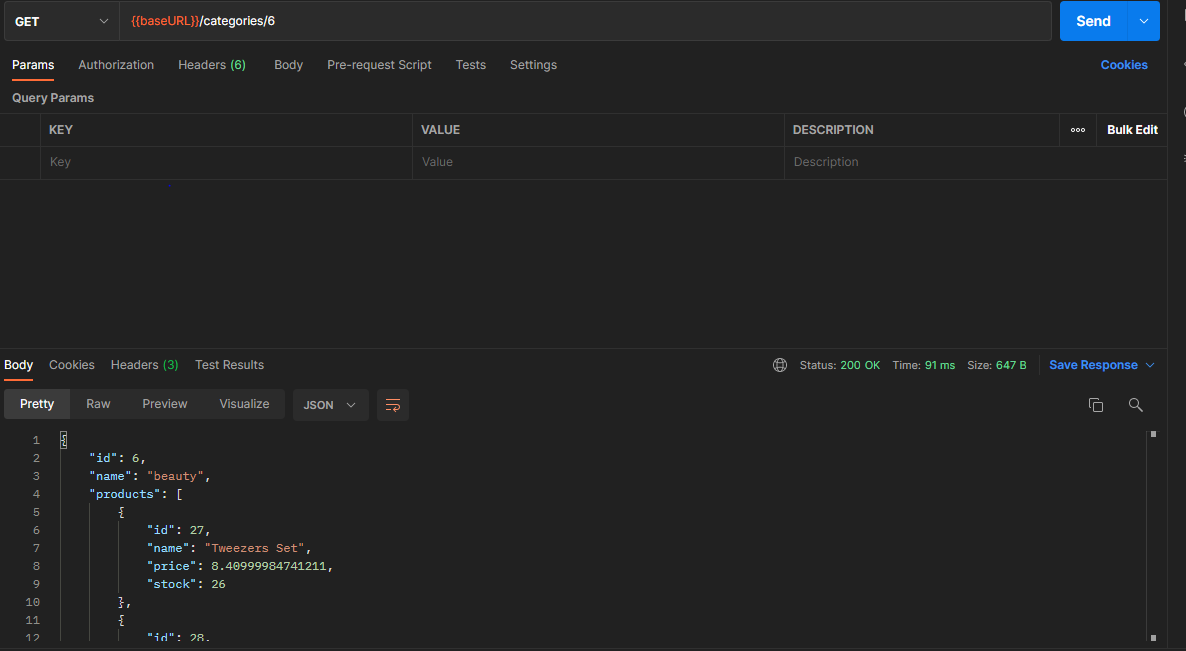 GET {{baseURL}}/categories/6 Send
Params Authorization Headers (6) Body Pre-request Script Tests Settings Cookies
Query Params
KEY VALUE DESCRIPTION ooo Bulk Edit
Key Value Description
Body Cookies Headers (3) Test Results Status: 200 OK Time: 91 ms Size: 647 B Save Response
Pretty Raw Preview Visualize JSON
1 {
2 "id": 6,
3 "name": "beauty",
4 "products": [
5 {
6 "id": 27,
7 "name": "Tweezers Set",
8 "price": 8.40999984741211,
9 "stock": 26
10 },
11 {
12 "id": 28,